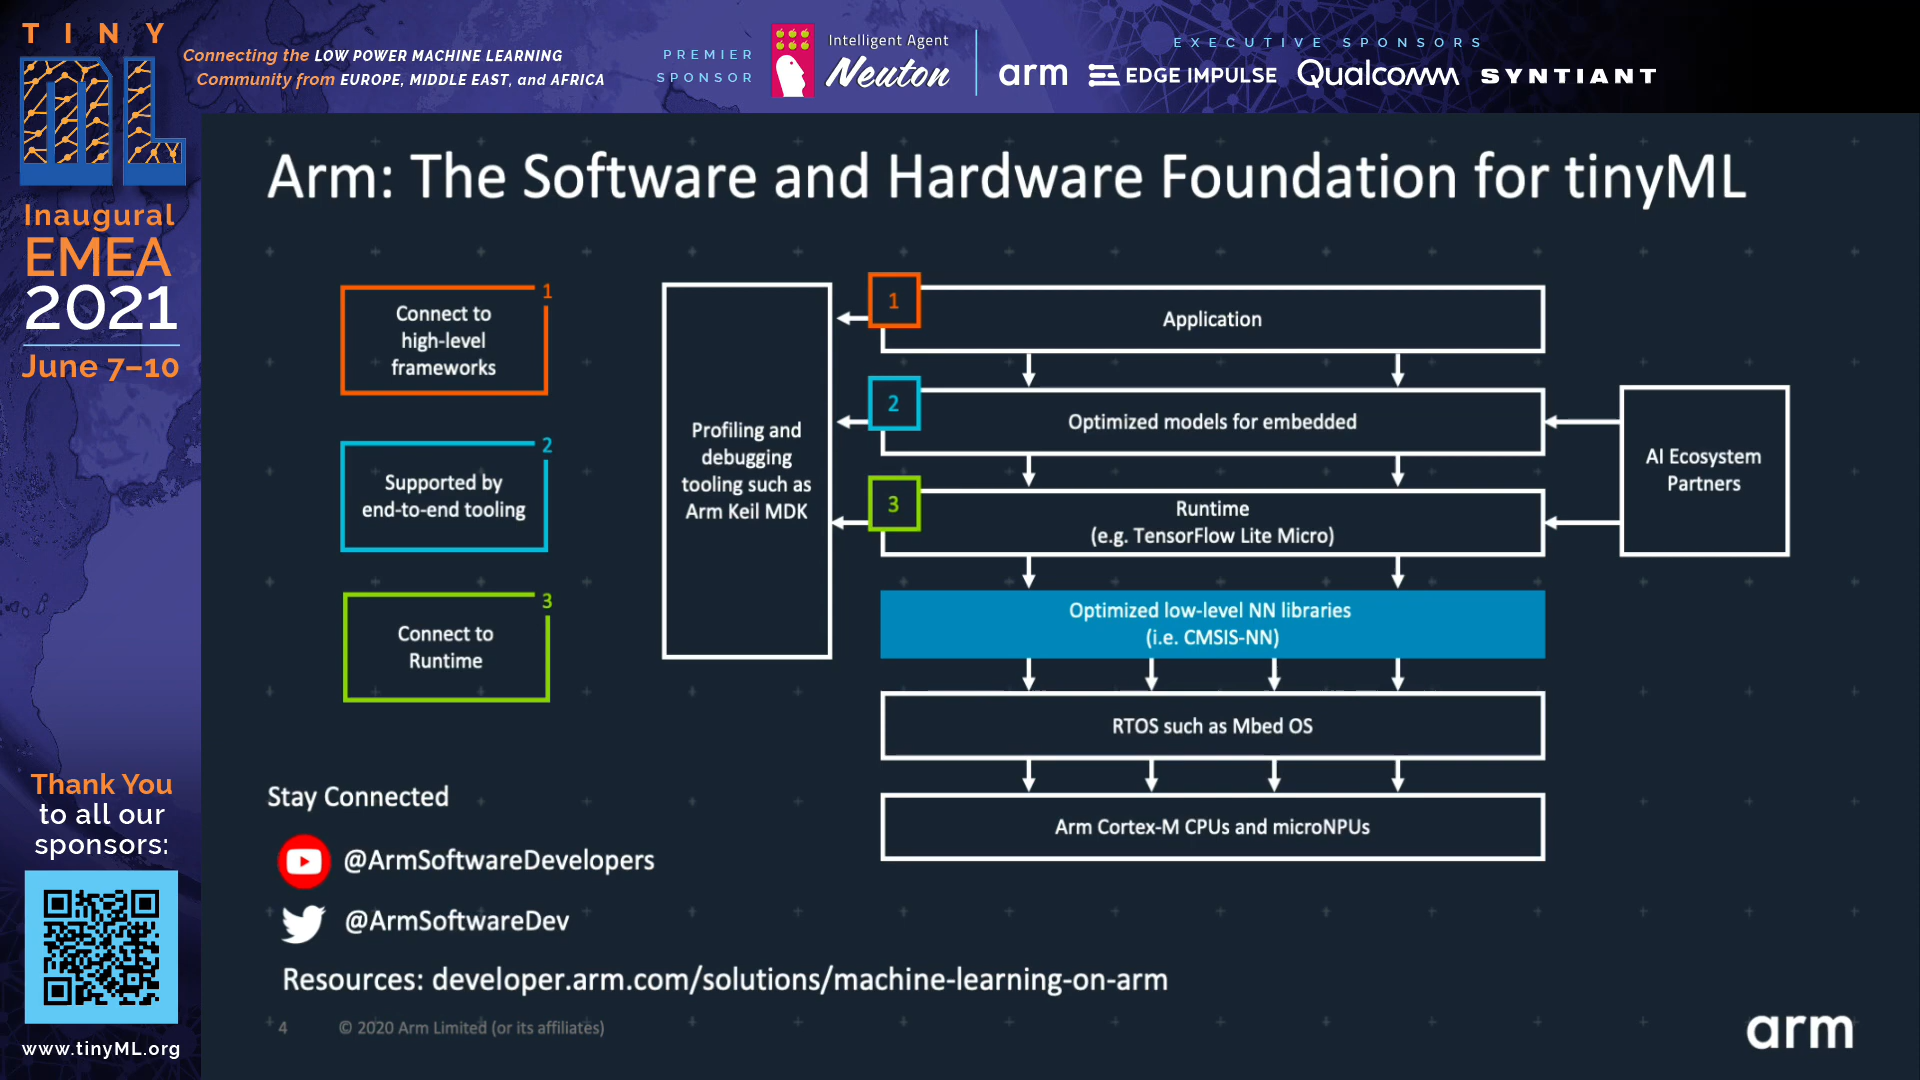 TINY
ML
Connecting the LOW POWER MACHINE LEARNING
Community from EUROPE, MIDDLE EAST, and AFRICA
PREMIER
SPONSOR
Intelligent Agent
Neuton
EXECUTIVE SPONSORS
arm
EDGE IMPULSE
Qualcomm
SYNTIANT
Inaugural
EMEA
2021
June 7–10
Thank You
to all our
sponsors:
www.tinyML.org
Arm: The Software and Hardware Foundation for tinyML
1
Connect to
high-level
frameworks
2
Supported by
end-to-end tooling
3
Connect to
Runtime
Profiling and
debugging
tooling such as
Arm Keil MDK
1
Application
2
Optimized models for embedded
3
Runtime
(e.g. TensorFlow Lite Micro)
Optimized low-level NN libraries
(i.e. CMSIS-NN)
RTOS such as Mbed OS
Arm Cortex-M CPUs and microNPUs
AI Ecosystem
Partners
Stay Connected
@ArmSoftwareDevelopers
@ArmSoftwareDev
Resources: developer.arm.com/solutions/machine-learning-on-arm
4
© 2020 Arm Limited (or its affiliates)
arm